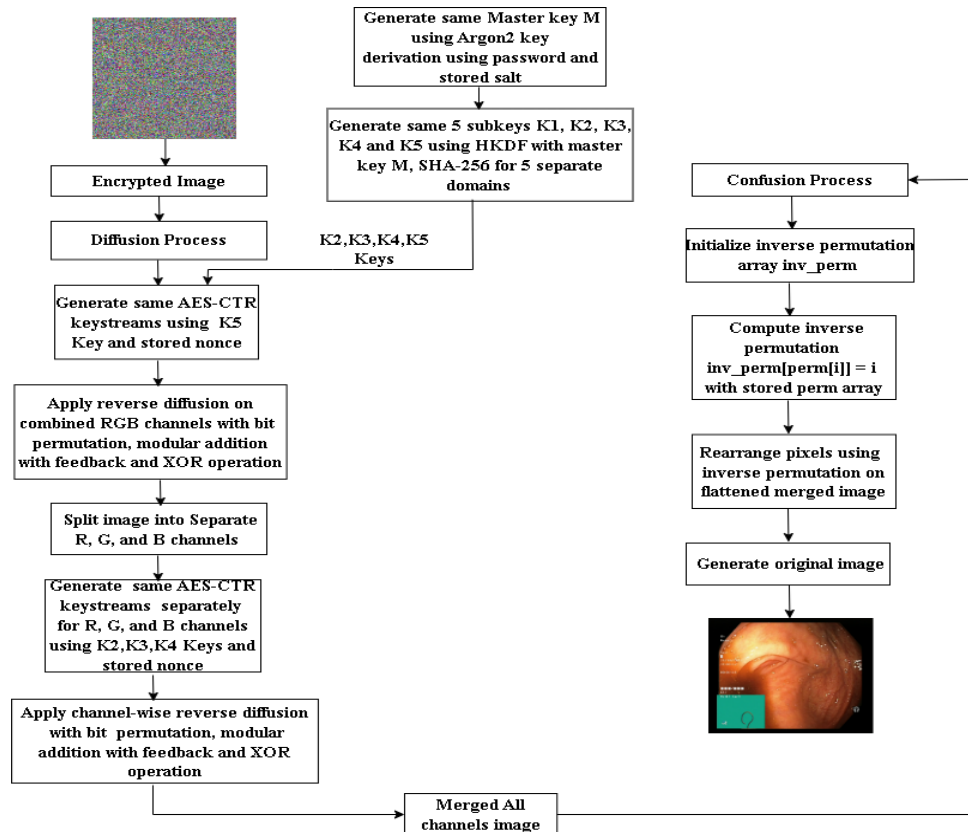 Generate same Master key M
using Argon2 key
derivation using password and
stored salt
Generate same 5 subkeys K1, K2, K3,
K4 and K5 using HKDF with master
key M, SHA-256 for 5 separate
domains
Encrypted Image
Diffusion Process
K2,K3,K4,K5
Keys
Generate same AES-CTR
keystreams using K5
Key and stored nonce
Apply reverse diffusion on
combined RGB channels with bit
permutation, modular addition
with feedback and XOR operation
Split image into Separate
R, G, and B channels
Generate same AES-CTR
keystreams separately
for R, G, and B channels
using K2,K3,K4 Keys and
stored nonce
Apply channel-wise reverse diffusion
with bit permutation, modular
addition with feedback and XOR
operation
Merged All
channels image
Confusion Process
Initialize inverse permutation
array inv_perm
Compute inverse
permutation
inv_perm[perm[i]] = i
with stored perm array
Rearrange pixels using
inverse permutation on
flattened merged image
Generate original image